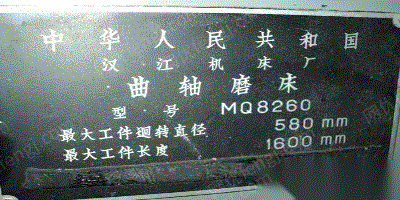 中华人民共和国
汉江机床厂
曲轴磨床
型号 MQ8260
最大工件迴转直径 580 mm
最大工件长度 1600 mm